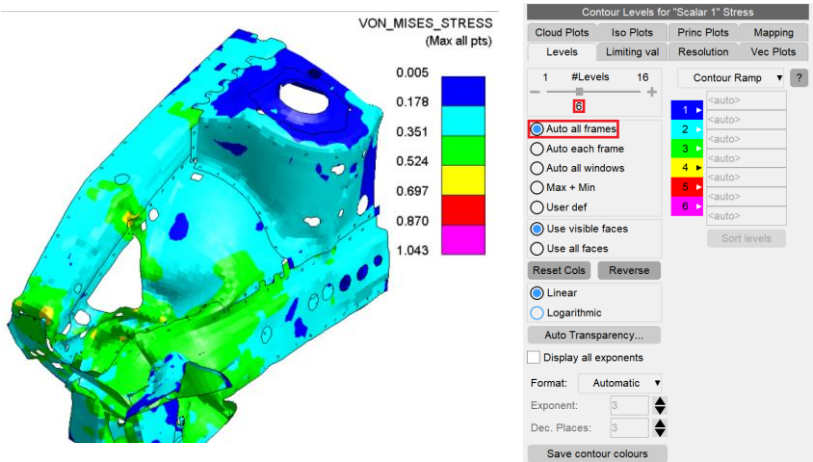 VON_MISES_STRESS
(Max all pts)
0.005
0.178
0.351
0.524
0.697
0.870
1.043
Contour Levels for "Scalar 1" Stress
Cloud Plots Iso Plots Princ Plots Mapping
Levels Limiting val Resolution Vec Plots
1 #Levels 16
6
Auto all frames
Auto each frame
Auto all windows
Max + Min
User def
Use visible faces
Use all faces
Reset Cols Reverse
Linear
Logarithmic
Auto Transparency...
Display all exponents
Format: Automatic
Exponent: 3
Dec. Places: 3
Save contour colours
Contour Ramp ?
<auto>
1
<auto>
2
<auto>
3
<auto>
4
<auto>
5
<auto>
6
<auto>
Sort levels